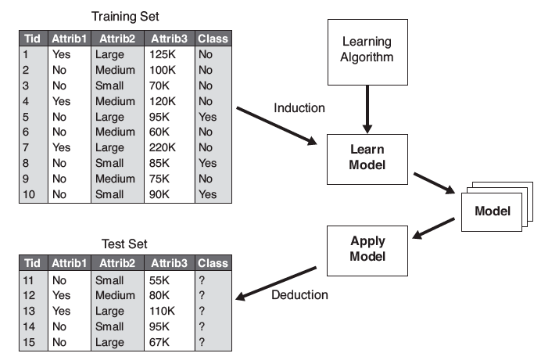 Training Set
Tid Attrib1 Attrib2 Attrib3 Class
1 Yes Large 125K No
2 No Medium 100K No
3 No Small 70K No
4 Yes Medium 120K No
5 No Large 95K Yes
6 No Medium 60K No
7 Yes Large 220K No
8 No Small 85K Yes
9 No Medium 75K No
10 No Small 90K Yes
Learning
Algorithm
Induction
Learn
Model
Model
Apply
Model
Deduction
Test Set
Tid Attrib1 Attrib2 Attrib3 Class
11 No Small 55K ?
12 Yes Medium 80K ?
13 Yes Large 110K ?
14 No Small 95K ?
15 No Large 67K ?